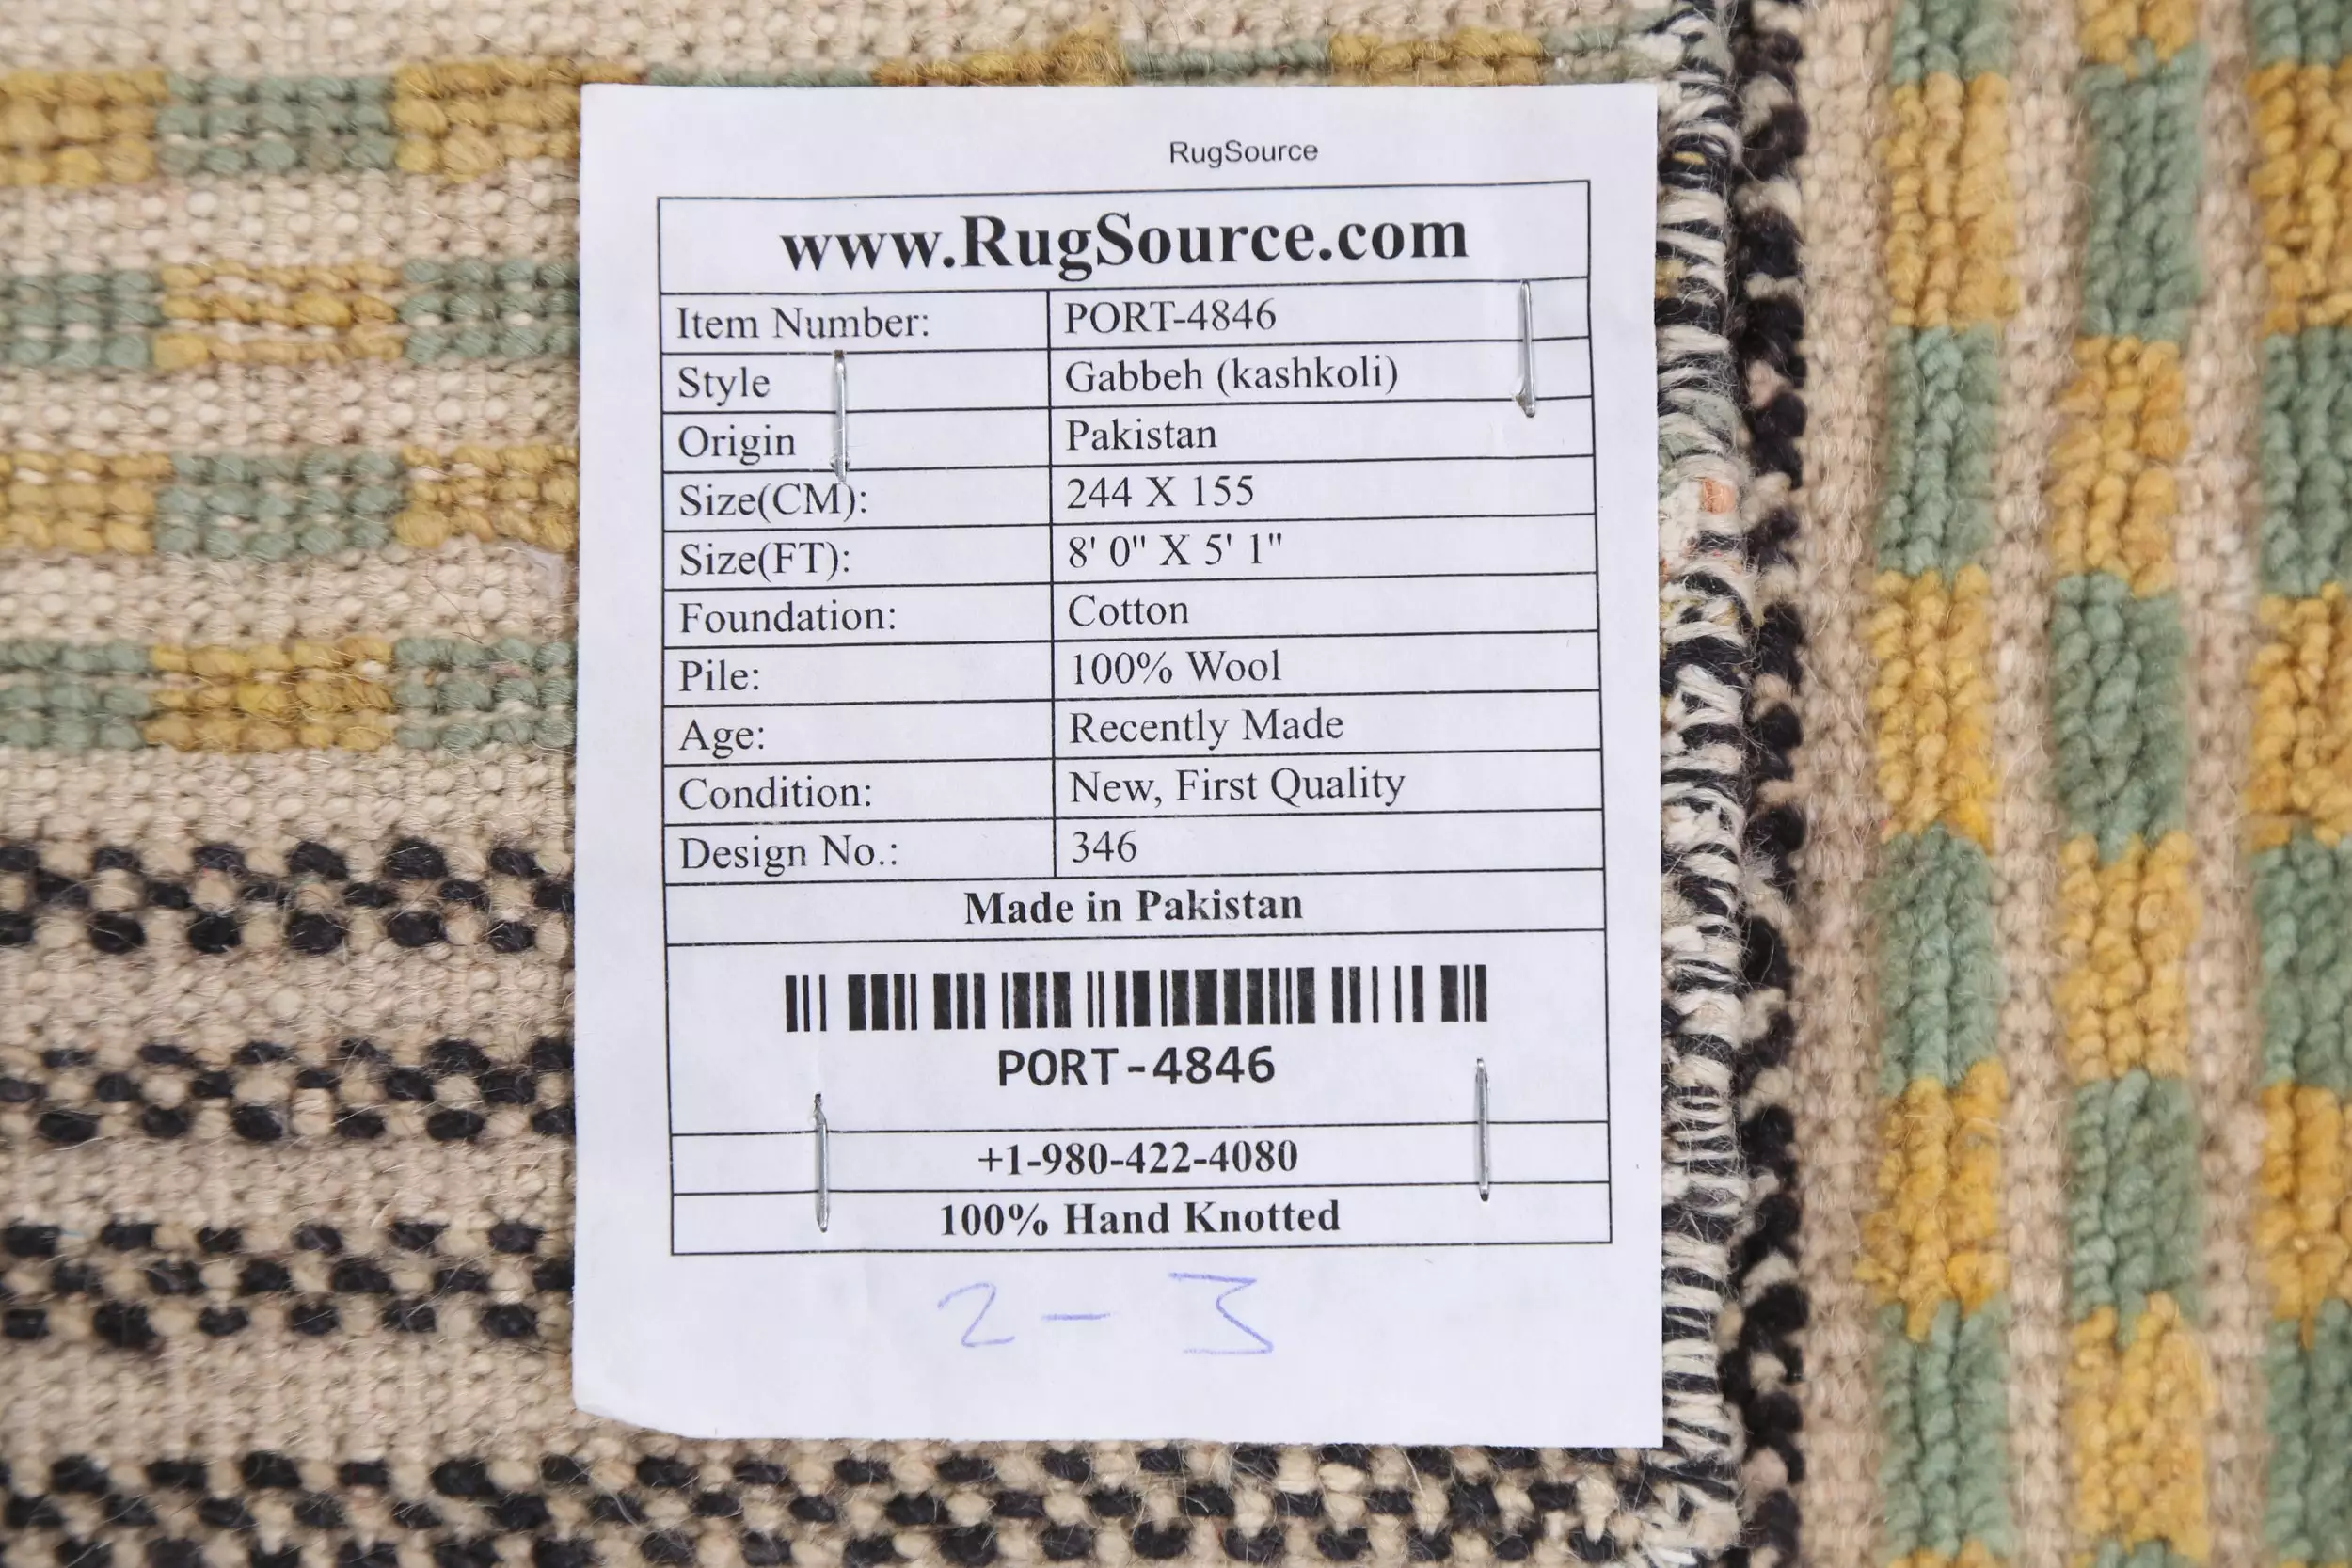 RugSource
www.RugSource.com
Item Number: PORT-4846
Style Gabbeh (kashkoli)
Origin Pakistan
Size(CM): 244 X 155
Size(FT): 8' 0" X 5' 1"
Foundation: Cotton
Pile: 100% Wool
Age: Recently Made
Condition: New, First Quality
Design No.: 346
Made in Pakistan
PORT-4846
+1-980-422-4080
100% Hand Knotted
2 - 3